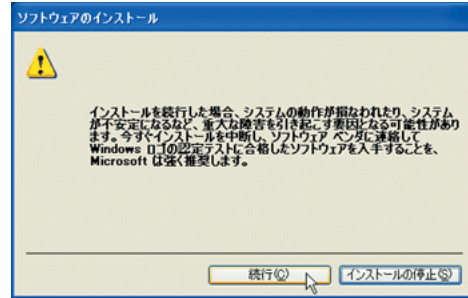 ソフトウェアのインストール
インストールを続行した場合、システムの動作が損なわれたり、システム
が不安定になるなど、重大な障害を引き起こす要因となる可能性があり
ます。今すぐインストールを中断し、ソフトウェア ベンダに連絡して
Windows ロゴの認定テストに合格したソフトウェアを入手することを、
Microsoft は強く推奨します。
続行(C) インストールの停止(S)